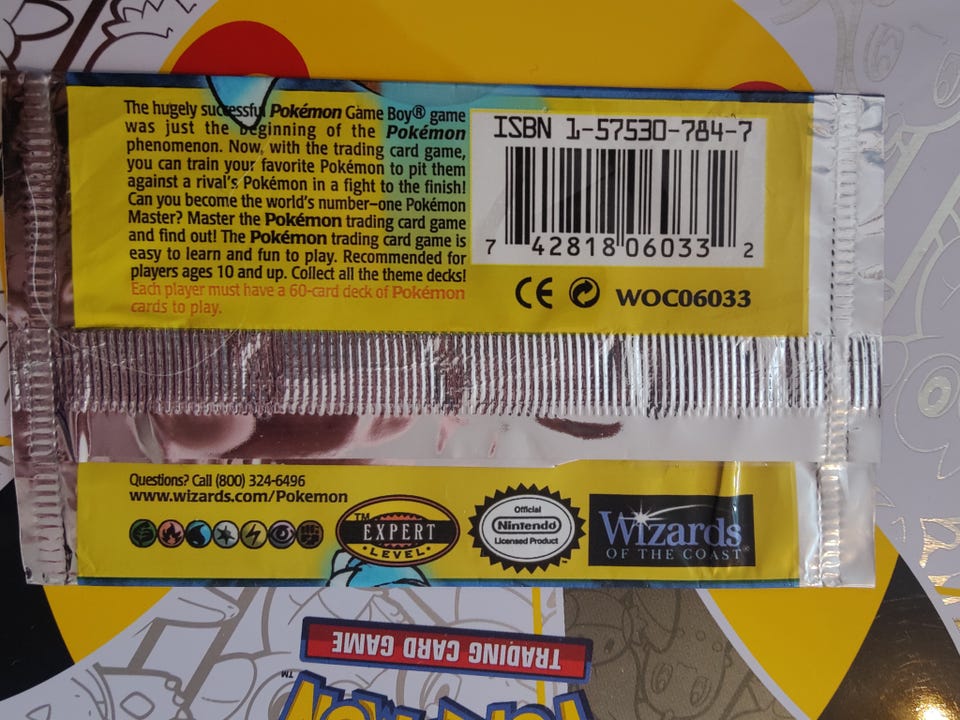 The hugely successful Pokémon Game Boy® game
was just the beginning of the Pokémon
phenomenon. Now, with the trading card game,
you can train your favorite Pokémon to pit them
against a rival's Pokémon in a fight to the finish!
Can you become the world's number-one Pokémon
Master? Master the Pokémon trading card game
and find out! The Pokémon trading card game is
easy to learn and fun to play. Recommended for
players ages 10 and up. Collect all the theme decks!
Each player must have a 60-card deck of Pokémon
cards to play.
ISBN 1-57530-784-7
7 42818 06033 2
CE WOC06033
Questions? Call (800) 324-6496
www.wizards.com/Pokemon
TM
EXPERT
LEVEL
Official
Nintendo
Licensed Product
Wizards
OF THE COAST®
TRADING CARD GAME
TM